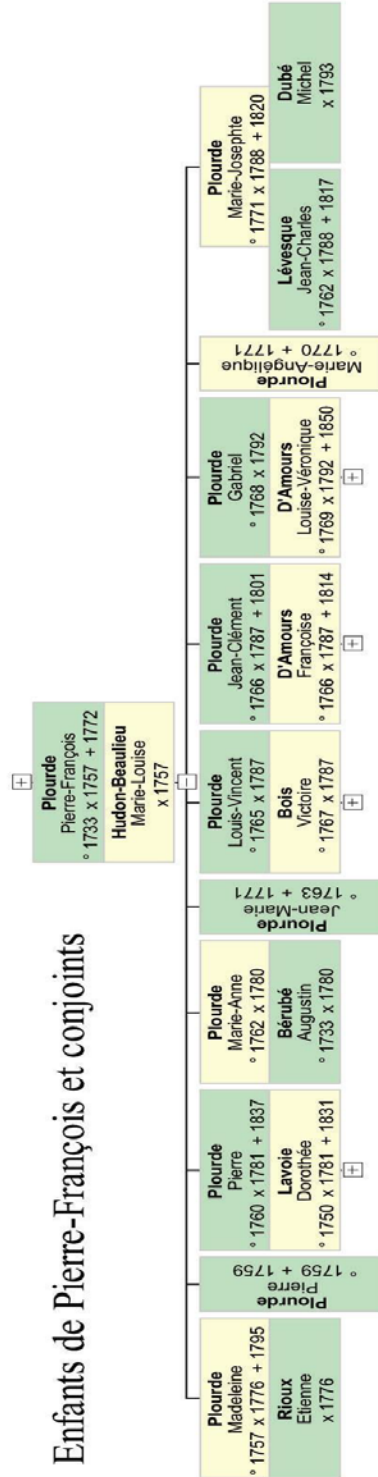 Enfants de Pierre-François et conjoints
+
Plourde
Pierre-François
° 1733 x 1757 + 1772
Hudon-Beaulieu
Marie-Louise
x 1757
-
Plourde
Madeleine
° 1757 x 1776 + 1795
Rioux
Etienne
x 1776
Plourde
Pierre
° 1759 + 1759
Plourde
Pierre
° 1760 x 1781 + 1837
Lavoie
Dorothée
° 1750 x 1781 + 1831
+
Plourde
Marie-Anne
° 1762 x 1780
Bérubé
Augustin
° 1733 x 1780
Plourde
Jean-Marie
° 1763 + 1771
Plourde
Louis-Vincent
° 1765 x 1787
Bois
Victoire
° 1767 x 1787
+
Plourde
Jean-Clément
° 1766 x 1787 + 1801
D'Amours
Françoise
° 1766 x 1787 + 1814
+
Plourde
Gabriel
° 1768 x 1792
D'Amours
Louise-Véronique
° 1769 x 1792 + 1850
+
Plourde
Marie-Angélique
° 1770 + 1771
Plourde
Marie-Josephte
° 1771 x 1788 + 1820
Lévesque
Jean-Charles
° 1762 x 1788 + 1817
Dubé
Michel
x 1793